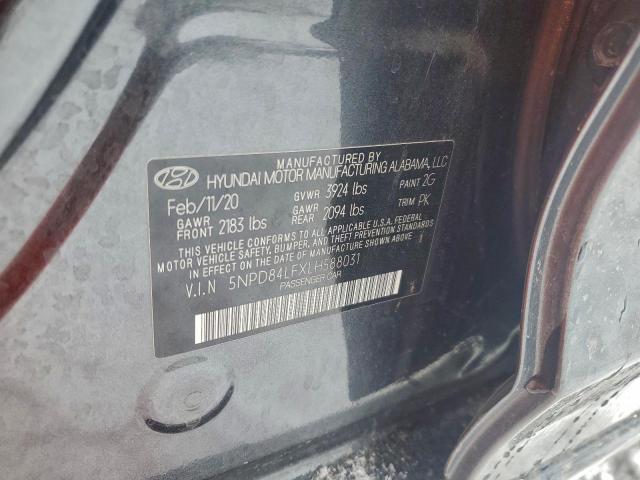 MANUFACTURED BY
HYUNDAI MOTOR MANUFACTURING ALABAMA, LLC
Feb/11/20 GVWR 3924 lbs PAINT 2G
GAWR FRONT 2183 lbs GAWR REAR 2094 lbs TRIM PK
THIS VEHICLE CONFORMS TO ALL APPLICABLE U.S.A. FEDERAL
MOTOR VEHICLE SAFETY, BUMPER, AND THEFT PREVENTION STANDARDS
IN EFFECT ON THE DATE OF MANUFACTURE SHOWN ABOVE.
V.I.N 5NPD84LFXLH588031
PASSENGER CAR